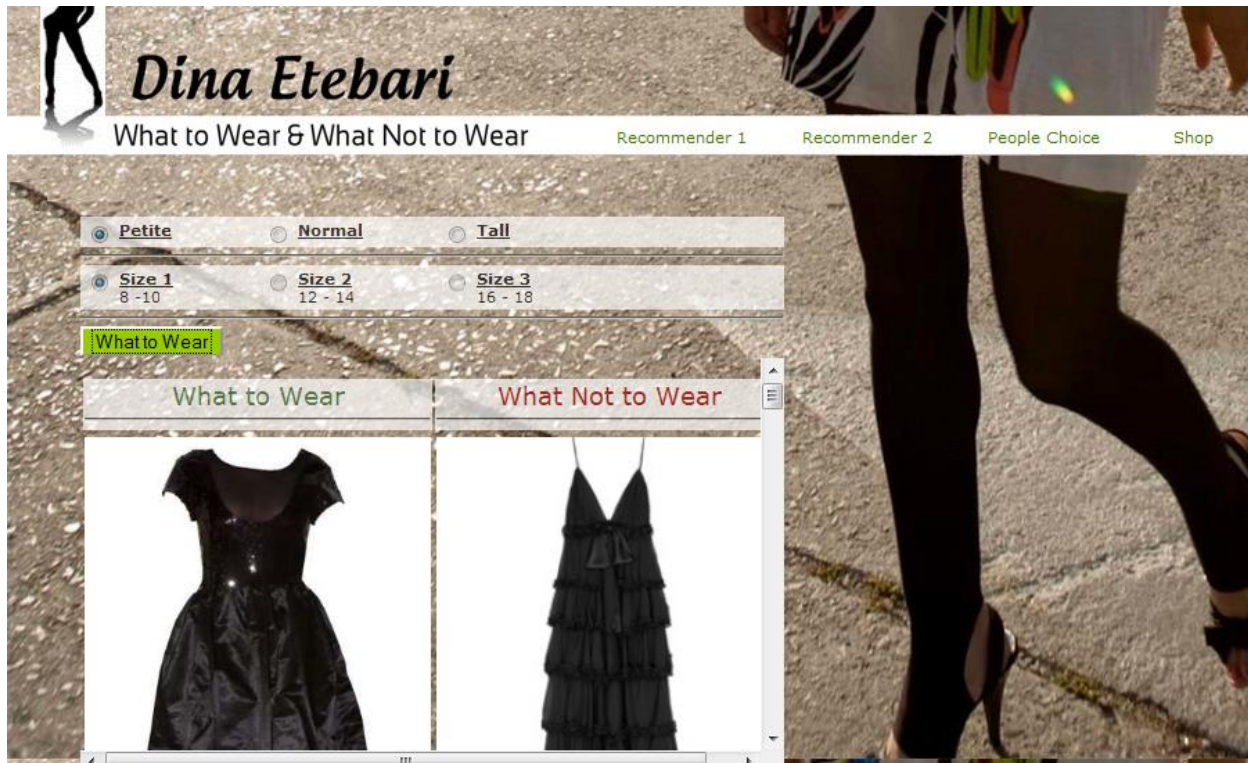 Dina Etebari
What to Wear & What Not to Wear
Recommender 1 Recommender 2 People Choice Shop
Petite Normal Tall
Size 1 Size 2 Size 3
8 -10 12 - 14 16 - 18
What to Wear
What to Wear What Not to Wear